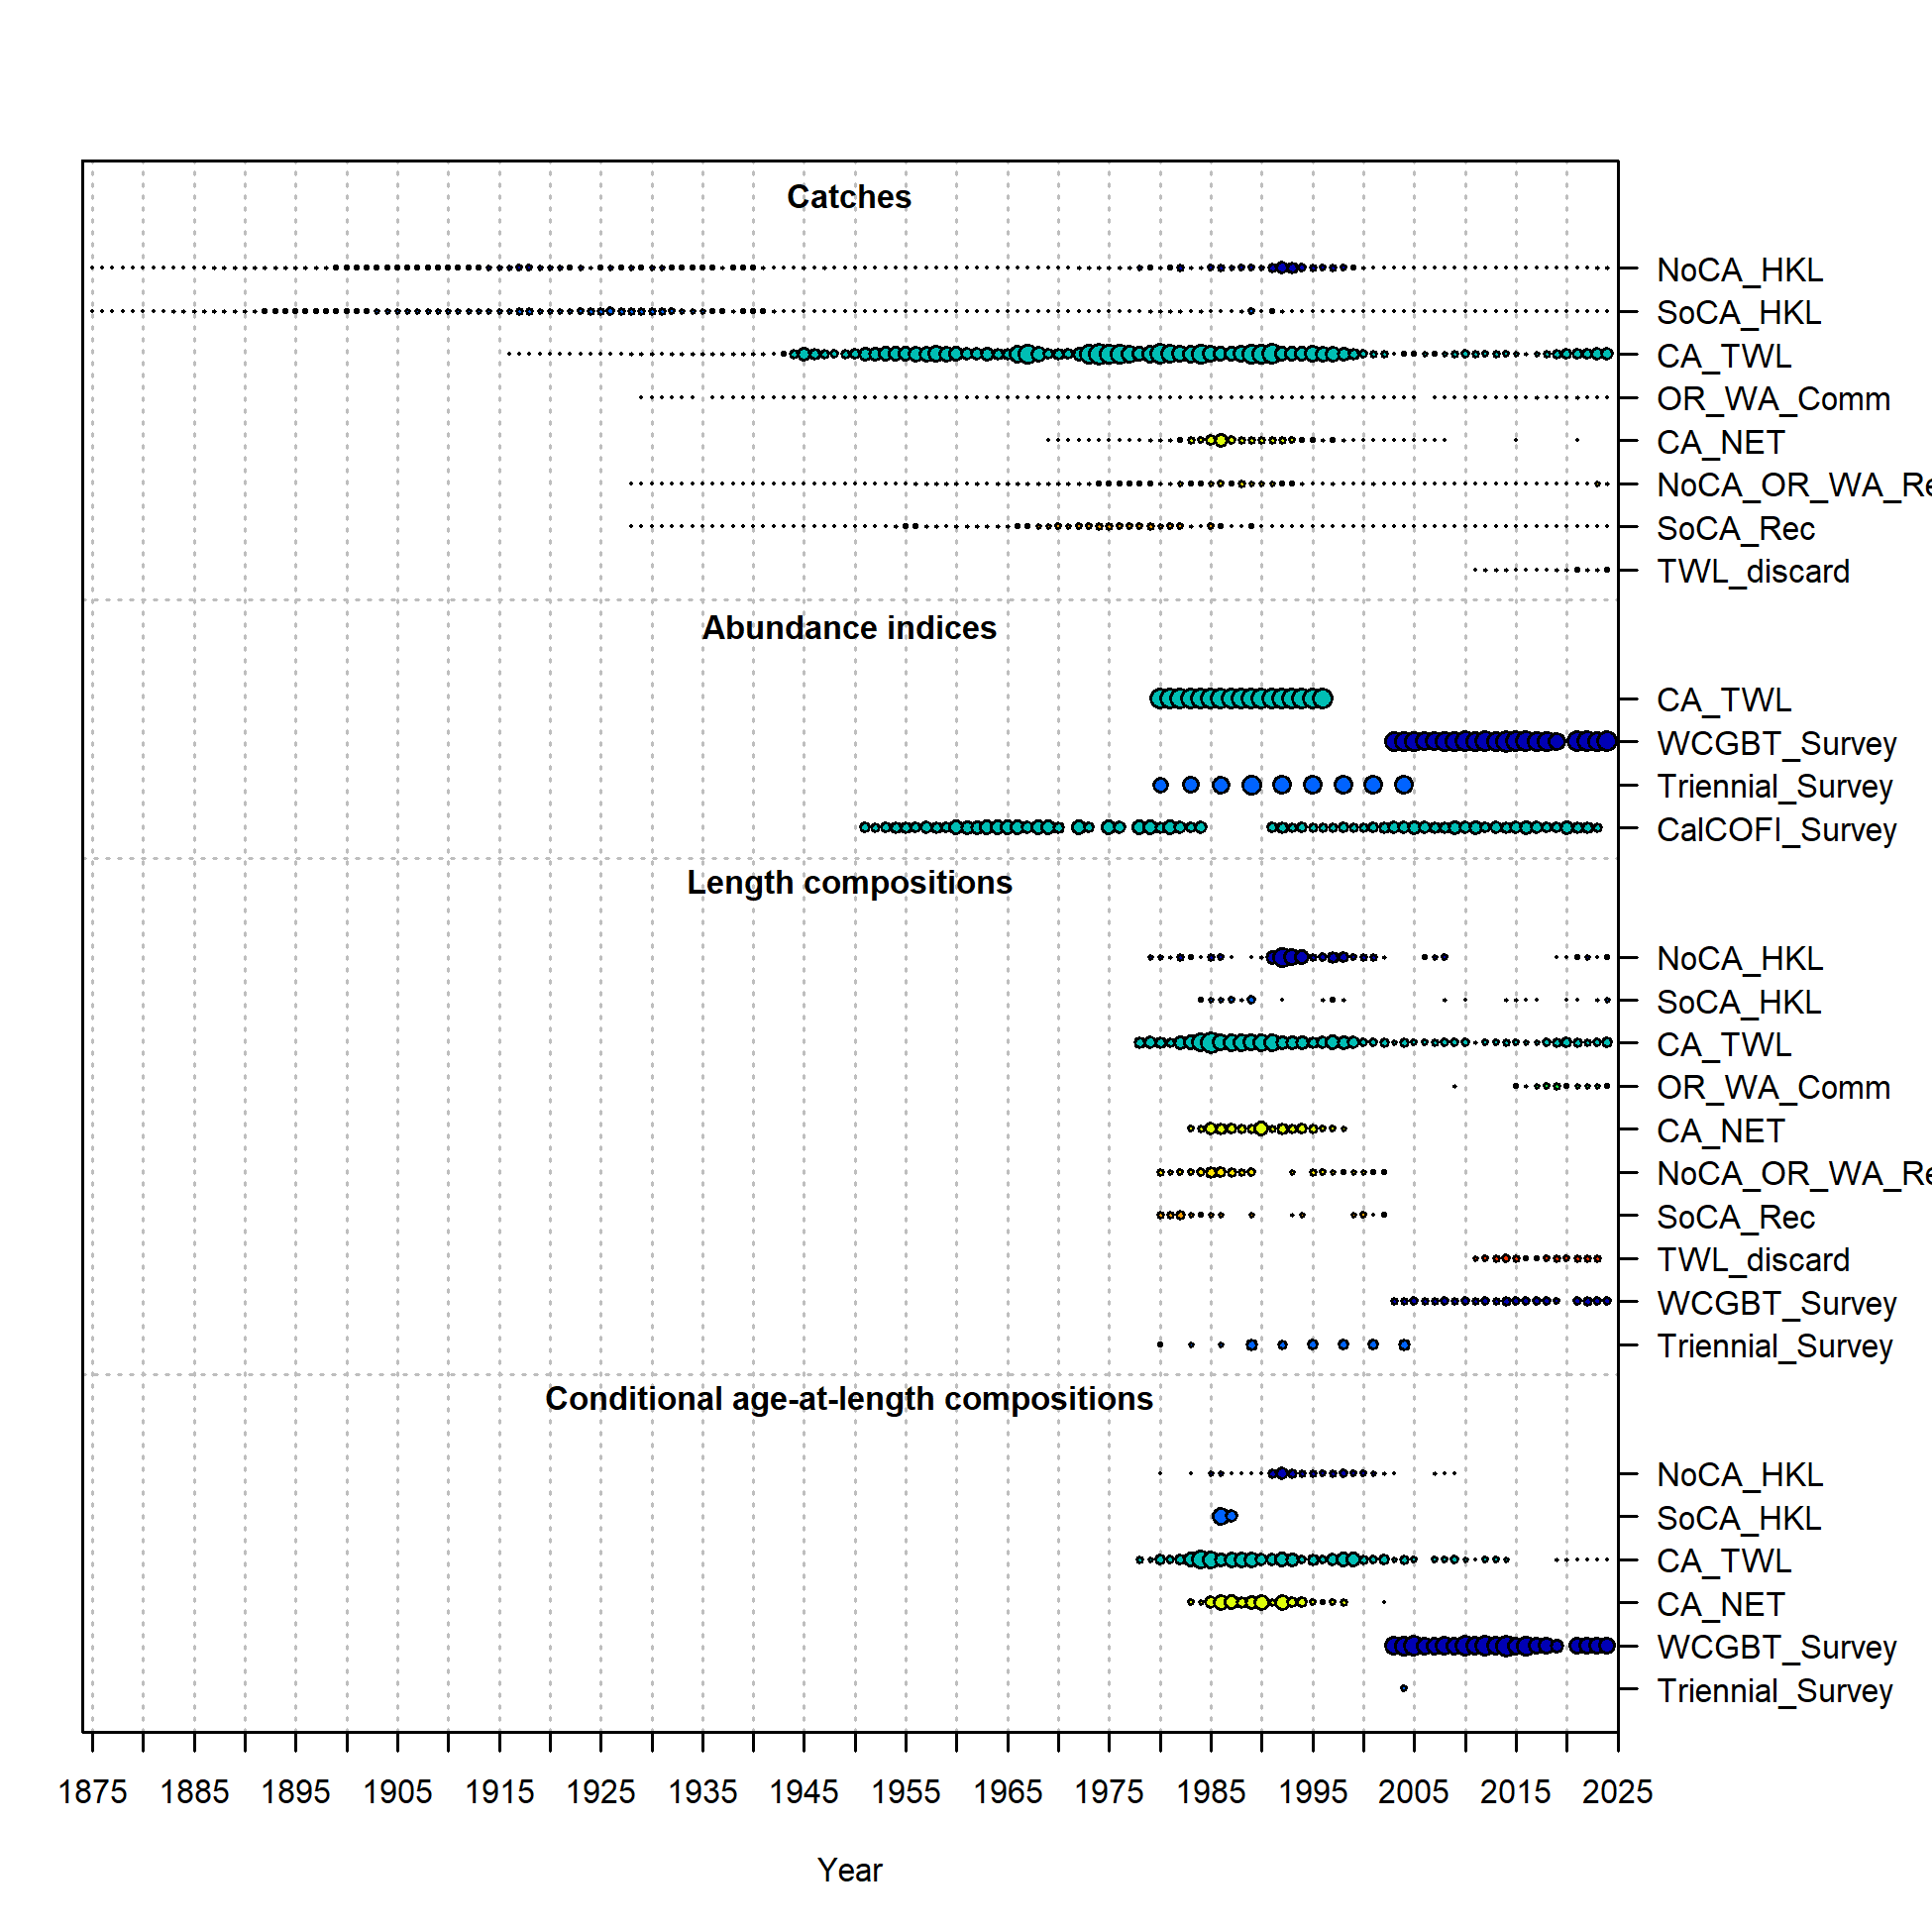 Catches
NoCA_HKL
SoCA_HKL
CA_TWL
OR_WA_Comm
CA_NET
NoCA_OR_WA_Re
SoCA_Rec
TWL_discard
Abundance indices
CA_TWL
WCGBT_Survey
Triennial_Survey
CalCOFI_Survey
Length compositions
NoCA_HKL
SoCA_HKL
CA_TWL
OR_WA_Comm
CA_NET
NoCA_OR_WA_Re
SoCA_Rec
TWL_discard
WCGBT_Survey
Triennial_Survey
Conditional age-at-length compositions
NoCA_HKL
SoCA_HKL
CA_TWL
CA_NET
WCGBT_Survey
Triennial_Survey
1875 1885 1895 1905 1915 1925 1935 1945 1955 1965 1975 1985 1995 2005 2015 2025
Year